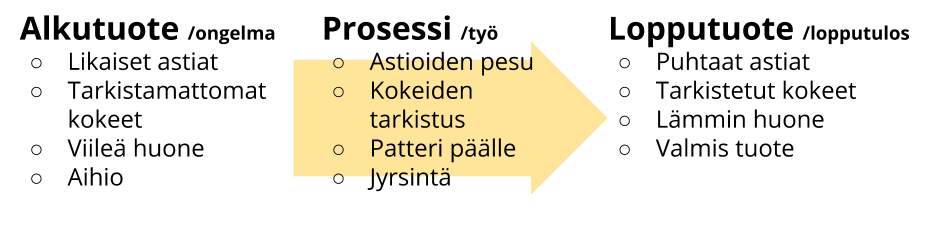 Alkutuote /ongelma
○ Likaiset astiat
○ Tarkistamattomat
kokeet
○ Viileä huone
○ Aihio
Prosessi /työ
○ Astioiden pesu
○ Kokeiden
tarkistus
○ Patteri päälle
○ Jyrsintä
Lopputuote /lopputulos
○ Puhtaat astiat
○ Tarkistetut kokeet
○ Lämmin huone
○ Valmis tuote